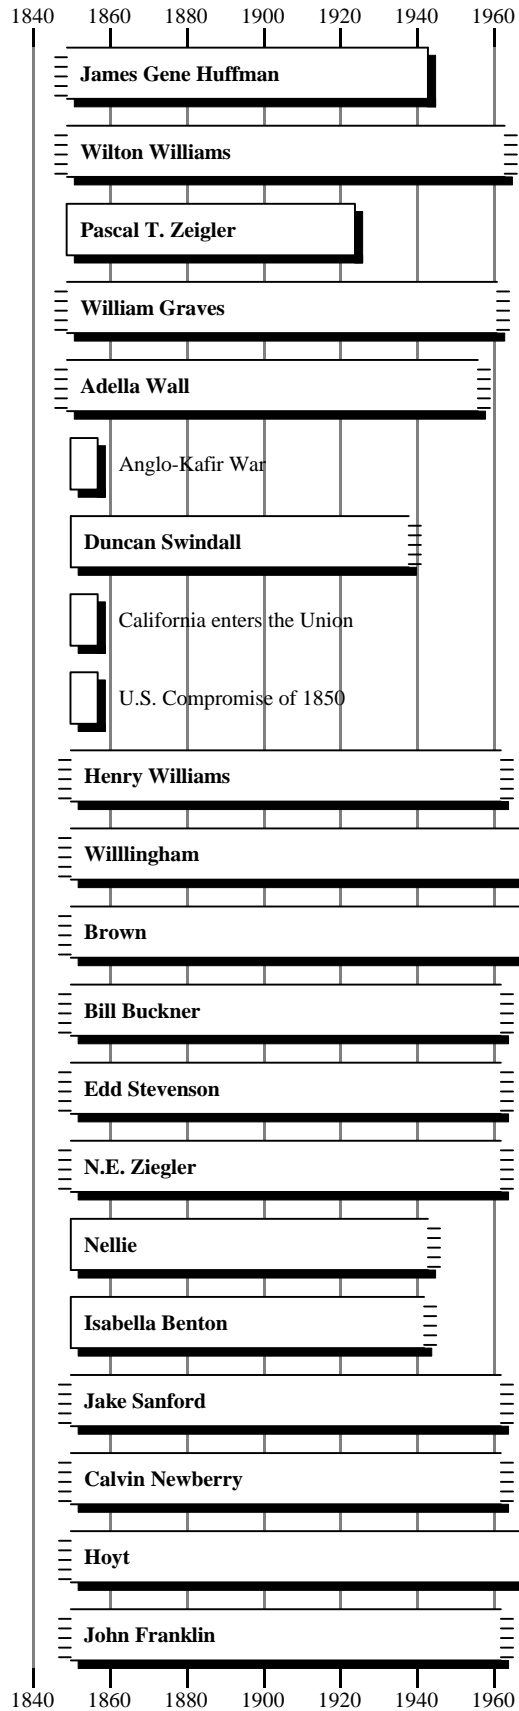 1840 1860 1880 1900 1920 1940 1960
James Gene Huffman
Wilton Williams
Pascal T. Zeigler
William Graves
Adella Wall
Anglo-Kafir War
Duncan Swindall
California enters the Union
U.S. Compromise of 1850
Henry Williams
Willlingham
Brown
Bill Buckner
Edd Stevenson
N.E. Ziegler
Nellie
Isabella Benton
Jake Sanford
Calvin Newberry
Hoyt
John Franklin
1840 1860 1880 1900 1920 1940 1960